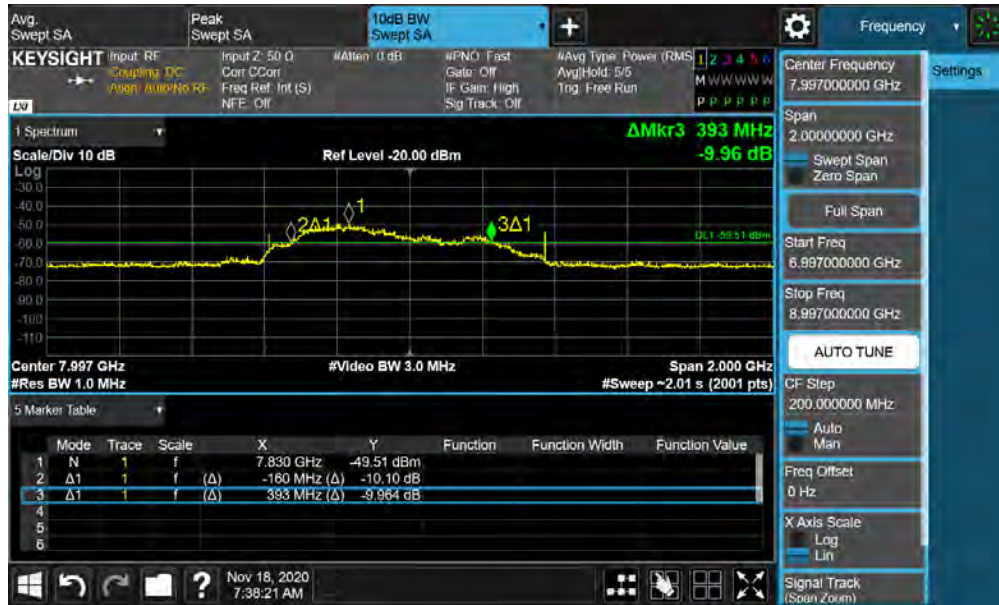 Avg.
Swept SA
Peak
Swept SA
10dB BW
Swept SA
Frequency
KEYSIGHT
Input: RF
Coupling: DC
Align: Auto/No RF
Input Z: 50 Ω
Corr CCorr
Freq Ref: Int (S)
NFE: Off
#Atten: 0 dB
#PNO: Fast
Gate: Off
IF Gain: High
Sig Track: Off
#Avg Type: Power (RMS
Avg|Hold: 5/5
Trig: Free Run
1 2 3 4 5 6
M W W W W W
P P P P P P
LXI
1 Spectrum
Scale/Div 10 dB
Ref Level -20.00 dBm
ΔMkr3 393 MHz
-9.96 dB
Log
-30.0
-40.0
-50.0
-60.0
-70.0
-80.0
-90.0
-100
-110
1
2Δ1
3Δ1
DL1 -59.51 dBm
Center 7.997 GHz
#Video BW 3.0 MHz
Span 2.000 GHz
#Res BW 1.0 MHz
#Sweep ~2.01 s (2001 pts)
5 Marker Table
Mode Trace Scale X Y Function Function Width Function Value
1 N 1 f 7.830 GHz -49.51 dBm
2 Δ1 1 f (Δ) -160 MHz (Δ) -10.10 dB
3 Δ1 1 f (Δ) 393 MHz (Δ) -9.964 dB
4
5
6
Nov 18, 2020
7:38:21 AM
Center Frequency
7.997000000 GHz
Settings
Span
2.00000000 GHz
Swept Span
Zero Span
Full Span
Start Freq
6.997000000 GHz
Stop Freq
8.997000000 GHz
AUTO TUNE
CF Step
200.000000 MHz
Auto
Man
Freq Offset
0 Hz
X Axis Scale
Log
Lin
Signal Track
(Span Zoom)